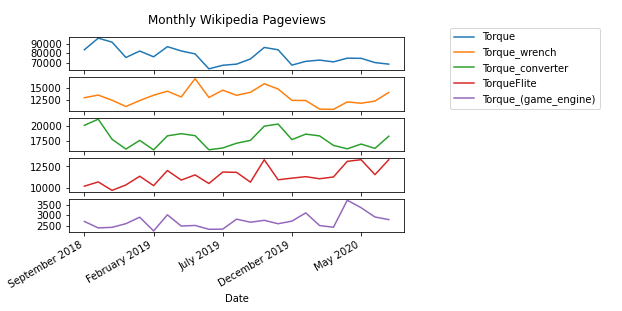 Monthly Wikipedia Pageviews
Torque
Torque_wrench
Torque_converter
TorqueFlite
Torque_(game_engine)
90000
80000
70000
15000
12500
20000
17500
12500
10000
3500
3000
2500
September 2018
February 2019
July 2019
December 2019
May 2020
Date